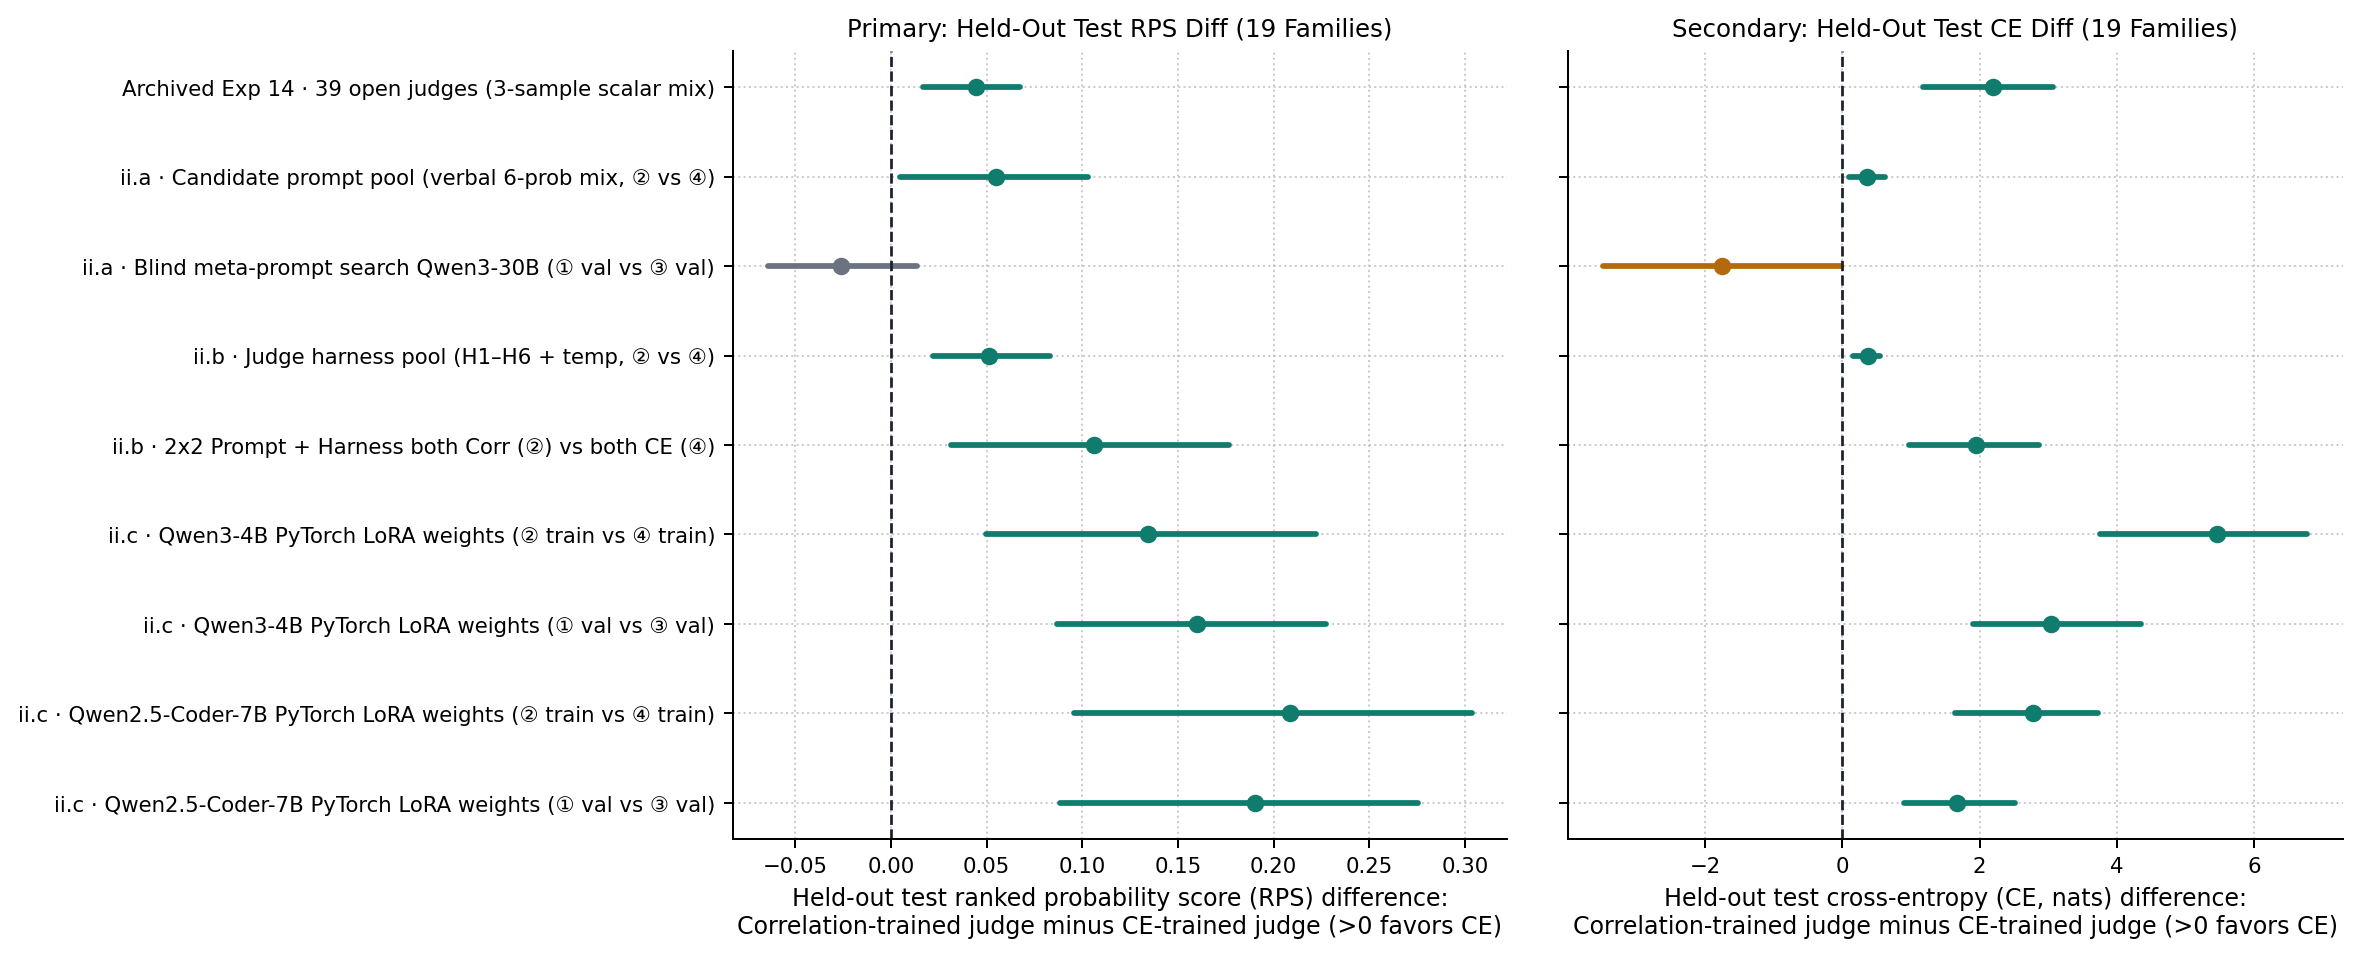 Primary: Held-Out Test RPS Diff (19 Families)
Secondary: Held-Out Test CE Diff (19 Families)
Archived Exp 14 · 39 open judges (3-sample scalar mix)
ii.a · Candidate prompt pool (verbal 6-prob mix, ② vs ④)
ii.a · Blind meta-prompt search Qwen3-30B (① val vs ③ val)
ii.b · Judge harness pool (H1–H6 + temp, ② vs ④)
ii.b · 2x2 Prompt + Harness both Corr (②) vs both CE (④)
ii.c · Qwen3-4B PyTorch LoRA weights (② train vs ④ train)
ii.c · Qwen3-4B PyTorch LoRA weights (① val vs ③ val)
ii.c · Qwen2.5-Coder-7B PyTorch LoRA weights (② train vs ④ train)
ii.c · Qwen2.5-Coder-7B PyTorch LoRA weights (① val vs ③ val)
−0.05 0.00 0.05 0.10 0.15 0.20 0.25 0.30
Held-out test ranked probability score (RPS) difference:
Correlation-trained judge minus CE-trained judge (>0 favors CE)
−2 0 2 4 6
Held-out test cross-entropy (CE, nats) difference:
Correlation-trained judge minus CE-trained judge (>0 favors CE)